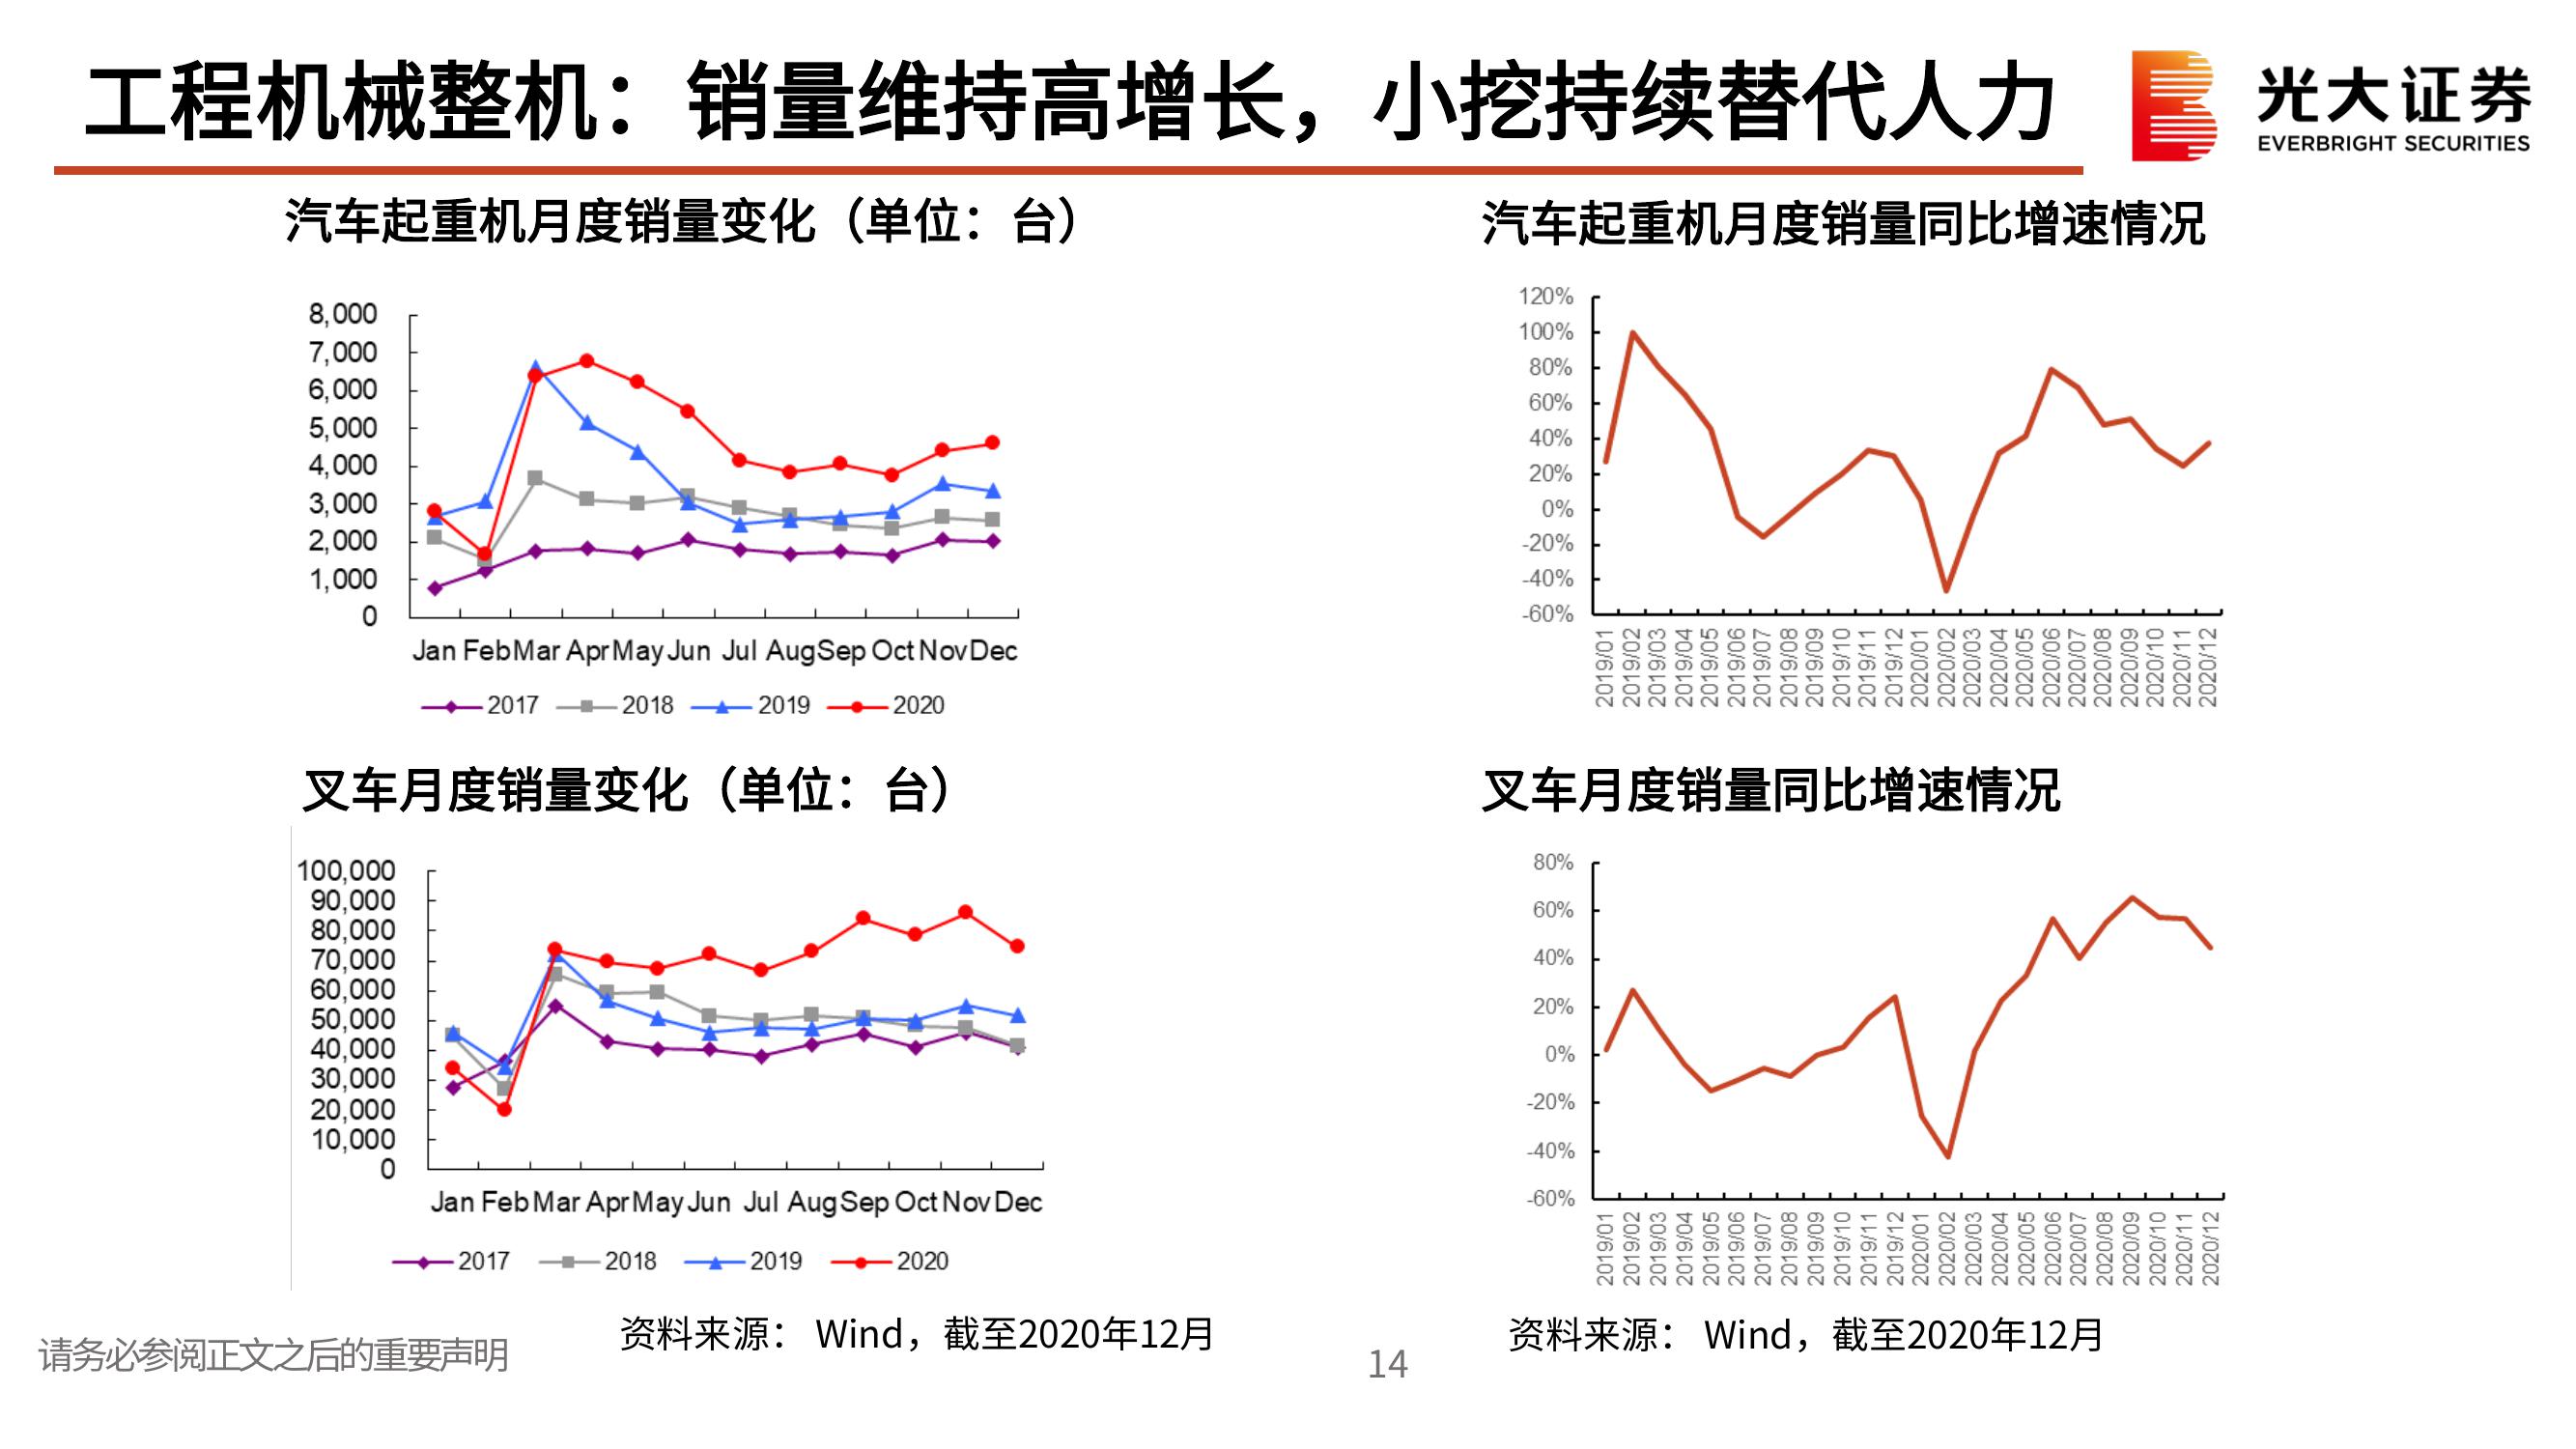 工程机械整机：销量维持高增长，小挖持续替代人力
光大证券
EVERBRIGHT SECURITIES
汽车起重机月度销量变化（单位：台）
8,000
7,000
6,000
5,000
4,000
3,000
2,000
1,000
0
Jan Feb Mar Apr May Jun Jul Aug Sep Oct Nov Dec
2017 2018 2019 2020
汽车起重机月度销量同比增速情况
120%
100%
80%
60%
40%
20%
0%
-20%
-40%
-60%
2019/01 2019/02 2019/03 2019/04 2019/05 2019/06 2019/07 2019/08 2019/09 2019/10 2019/11 2019/12 2020/01 2020/02 2020/03 2020/04 2020/05 2020/06 2020/07 2020/08 2020/09 2020/10 2020/11 2020/12
叉车月度销量变化（单位：台）
100,000
90,000
80,000
70,000
60,000
50,000
40,000
30,000
20,000
10,000
0
Jan Feb Mar Apr May Jun Jul Aug Sep Oct Nov Dec
2017 2018 2019 2020
叉车月度销量同比增速情况
80%
60%
40%
20%
0%
-20%
-40%
-60%
2019/01 2019/02 2019/03 2019/04 2019/05 2019/06 2019/07 2019/08 2019/09 2019/10 2019/11 2019/12 2020/01 2020/02 2020/03 2020/04 2020/05 2020/06 2020/07 2020/08 2020/09 2020/10 2020/11 2020/12
资料来源： Wind，截至2020年12月
资料来源： Wind，截至2020年12月
请务必参阅正文之后的重要声明
14